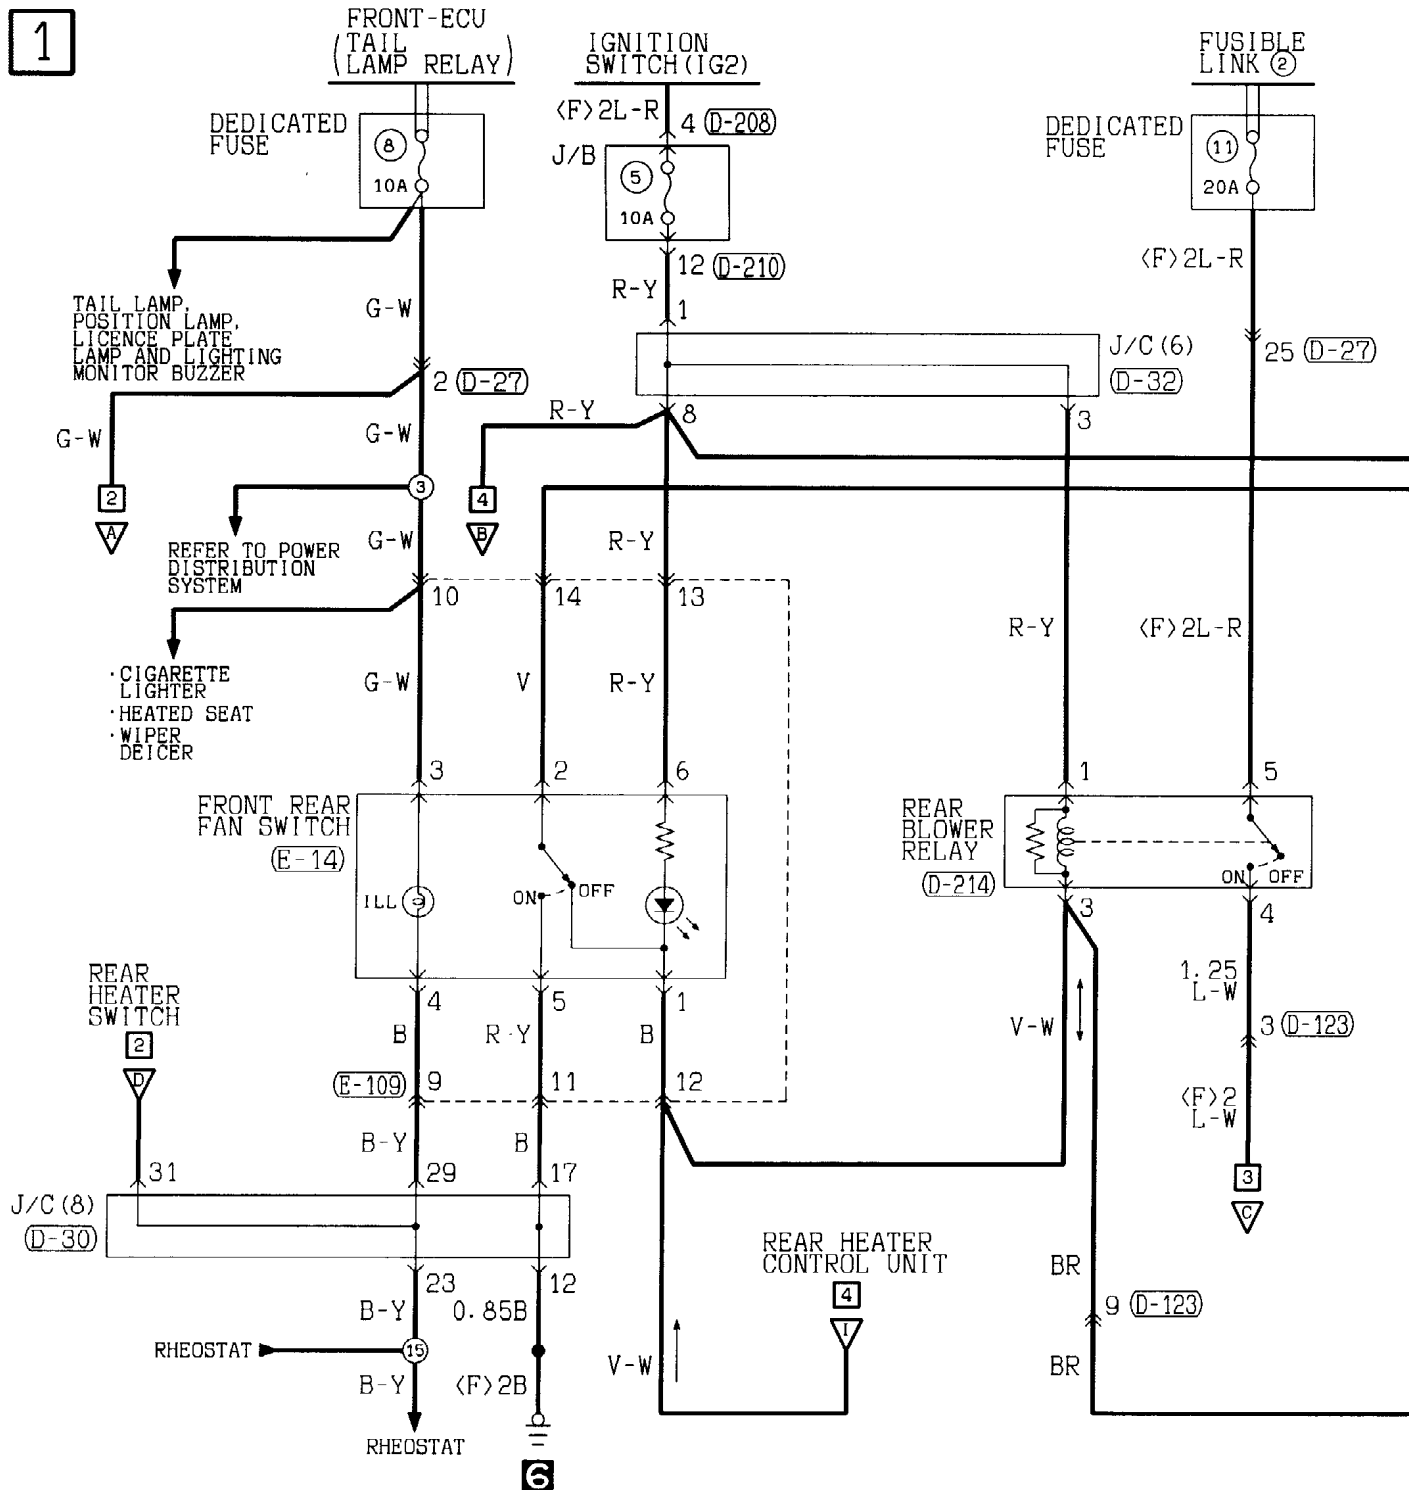 1
FRONT-ECU
(TAIL
LAMP RELAY)
IGNITION
SWITCH(IG2)
FUSIBLE
LINK ②
DEDICATED
FUSE
8
10A
<F>2L-R
4 (D-208)
J/B
5
10A
DEDICATED
FUSE
11
20A
12 (D-210)
R-Y
1
<F>2L-R
TAIL LAMP,
POSITION LAMP,
LICENCE PLATE
LAMP AND LIGHTING
MONITOR BUZZER
G-W
J/C(6)
(D-32)
25 (D-27)
2 (D-27)
R-Y
8
3
G-W
G-W
2
A
3
4
B
REFER TO POWER
DISTRIBUTION
SYSTEM
G-W
R-Y
10
14
13
R-Y
<F>2L-R
·CIGARETTE
LIGHTER
·HEATED SEAT
·WIPER
DEICER
G-W
V
R-Y
3
2
6
1
5
FRONT REAR
FAN SWITCH
(E-14)
ILL
ON
OFF
REAR
BLOWER
RELAY
(D-214)
ON
OFF
3
4
REAR
HEATER
SWITCH
2
D
4
5
1
B
R-Y
B
1.25
L-W
V-W
3 (D-123)
(E-109)
9
11
12
<F>2
L-W
B-Y
B
31
29
17
3
C
J/C(8)
(D-30)
REAR HEATER
CONTROL UNIT
4
I
BR
23
12
B-Y
0.85B
9 (D-123)
RHEOSTAT
15
V-W
BR
B-Y
<F>2B
RHEOSTAT
6